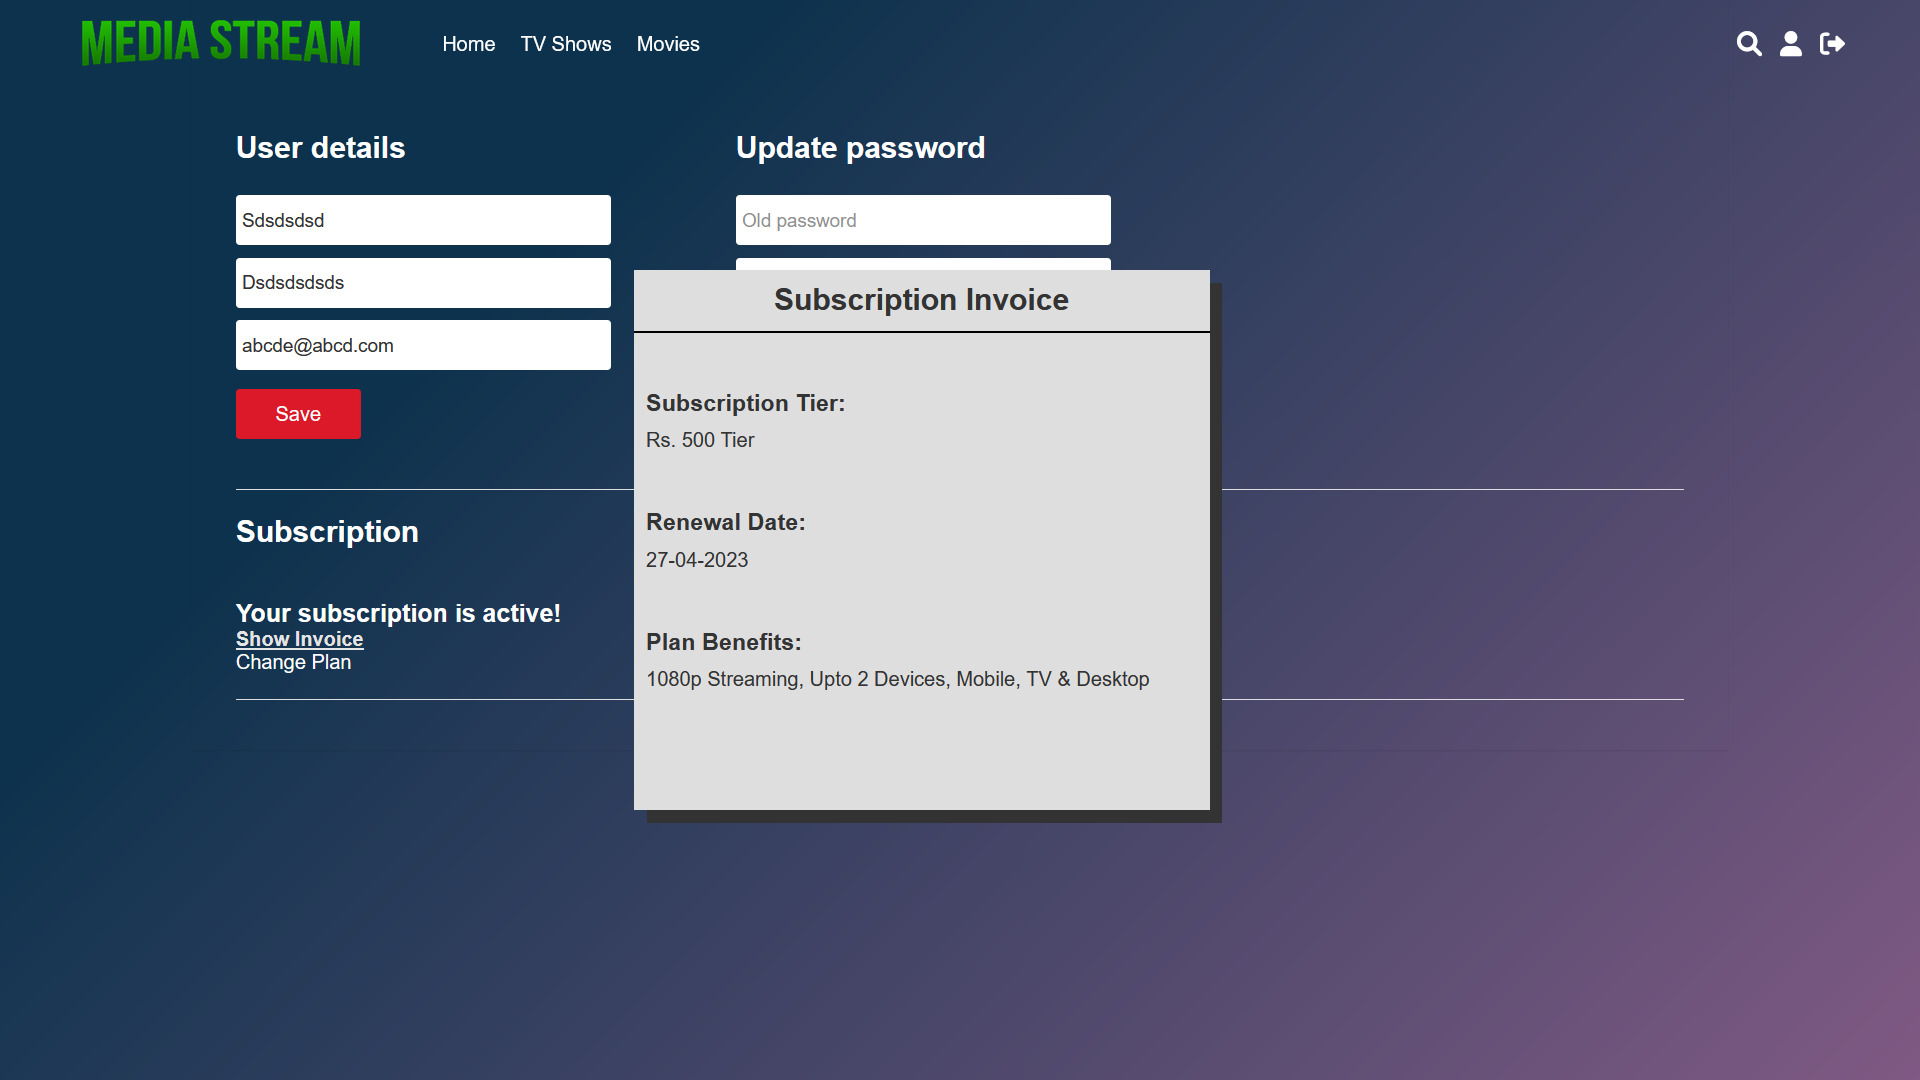 MEDIA STREAM
Home TV Shows Movies
User details
Sdsdsdsd
Dsdsdsdsds
abcde@abcd.com
Save
Update password
Old password
Subscription
Your subscription is active!
Show Invoice
Change Plan
Subscription Invoice
Subscription Tier:
Rs. 500 Tier
Renewal Date:
27-04-2023
Plan Benefits:
1080p Streaming, Upto 2 Devices, Mobile, TV & Desktop